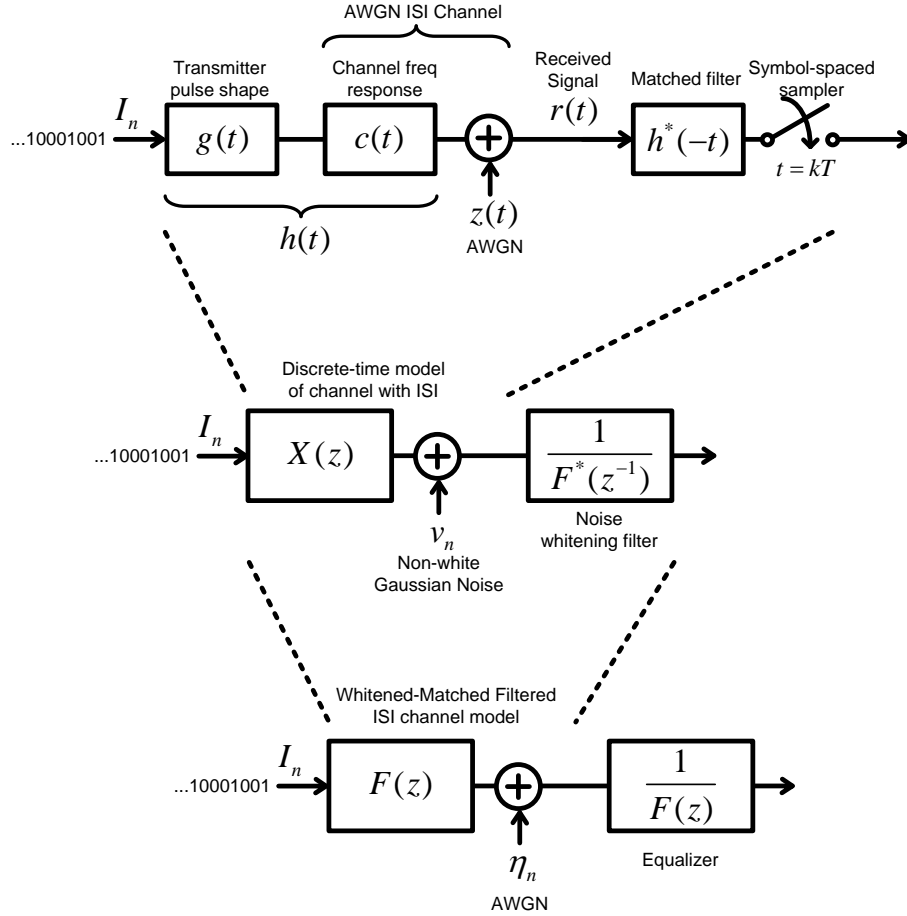 AWGN ISI Channel
Transmitter
pulse shape
Channel freq
response
Received
Signal
Matched filter
Symbol-spaced
sampler
...10001001
I_n
g(t)
c(t)
+
r(t)
h^*(-t)
t = kT
h(t)
z(t)
AWGN
Discrete-time model
of channel with ISI
...10001001
I_n
X(z)
+
1
F^*(z^{-1})
v_n
Non-white
Gaussian Noise
Noise
whitening filter
Whitened-Matched Filtered
ISI channel model
...10001001
I_n
F(z)
+
1
F(z)
η_n
AWGN
Equalizer